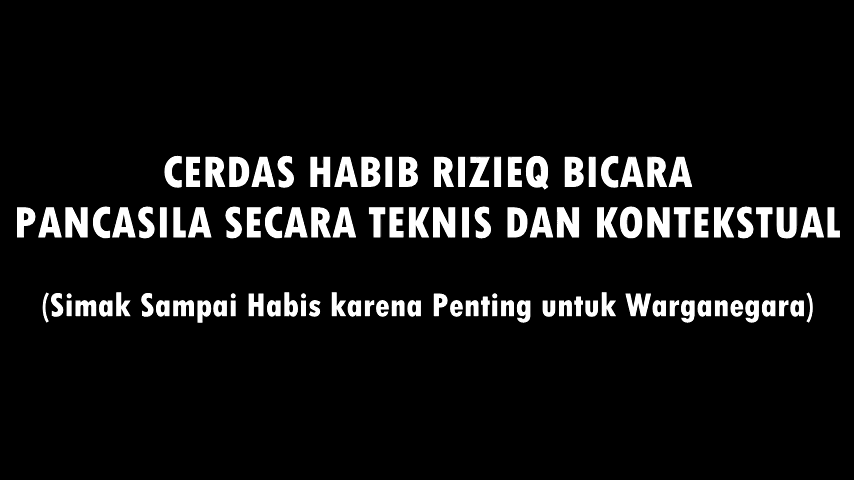 CERDAS HABIB RIZIEQ BICARA
PANCASILA SECARA TEKNIS DAN KONTEKSTUAL
(Simak Sampai Habis karena Penting untuk Warganegara)